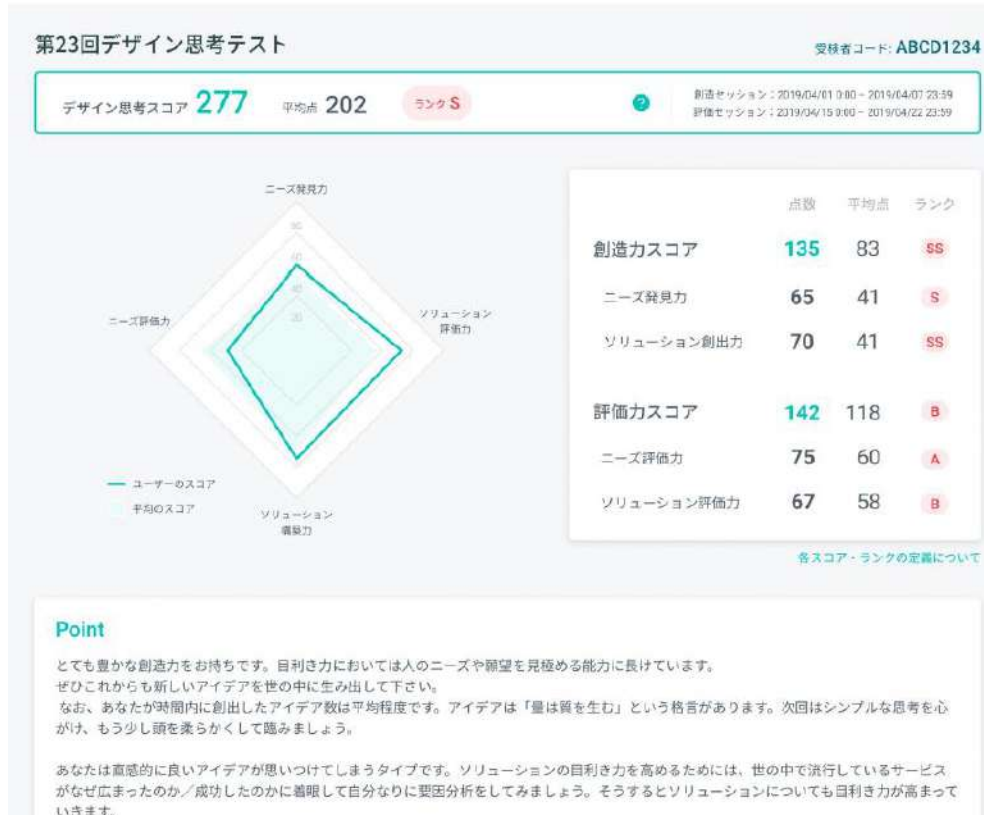 第23回デザイン思考テスト
受検者コード: ABCD1234
デザイン思考スコア 277 平均点 202 ランク S
?
創造セッション：2019/04/01 0:00 – 2019/04/07 23:59
評価セッション：2019/04/15 0:00 – 2019/04/22 23:59
ニーズ発見力
80
60
40
20
ニーズ評価力
ソリューション
評価力
ソリューション
構築力
ユーザーのスコア
平均のスコア
点数 平均点 ランク
創造力スコア 135 83 SS
ニーズ発見力 65 41 S
ソリューション創出力 70 41 SS
評価力スコア 142 118 B
ニーズ評価力 75 60 A
ソリューション評価力 67 58 B
各スコア・ランクの定義について
Point
とても豊かな創造力をお持ちです。目利き力においては人のニーズや願望を見極める能力に長けています。
ぜひこれからも新しいアイデアを世の中に生み出して下さい。
なお、あなたが時間内に創出したアイデア数は平均程度です。アイデアは「量は質を生む」という格言があります。次回はシンプルな思考を心
がけ、もう少し頭を柔らかくして臨みましょう。
あなたは直感的に良いアイデアが思いつけてしまうタイプです。ソリューションの目利き力を高めるためには、世の中で流行しているサービス
がなぜ広まったのか／成功したのかに着眼して自分なりに要因分析をしてみましょう。そうするとソリューションについても目利き力が高まって
いきます。